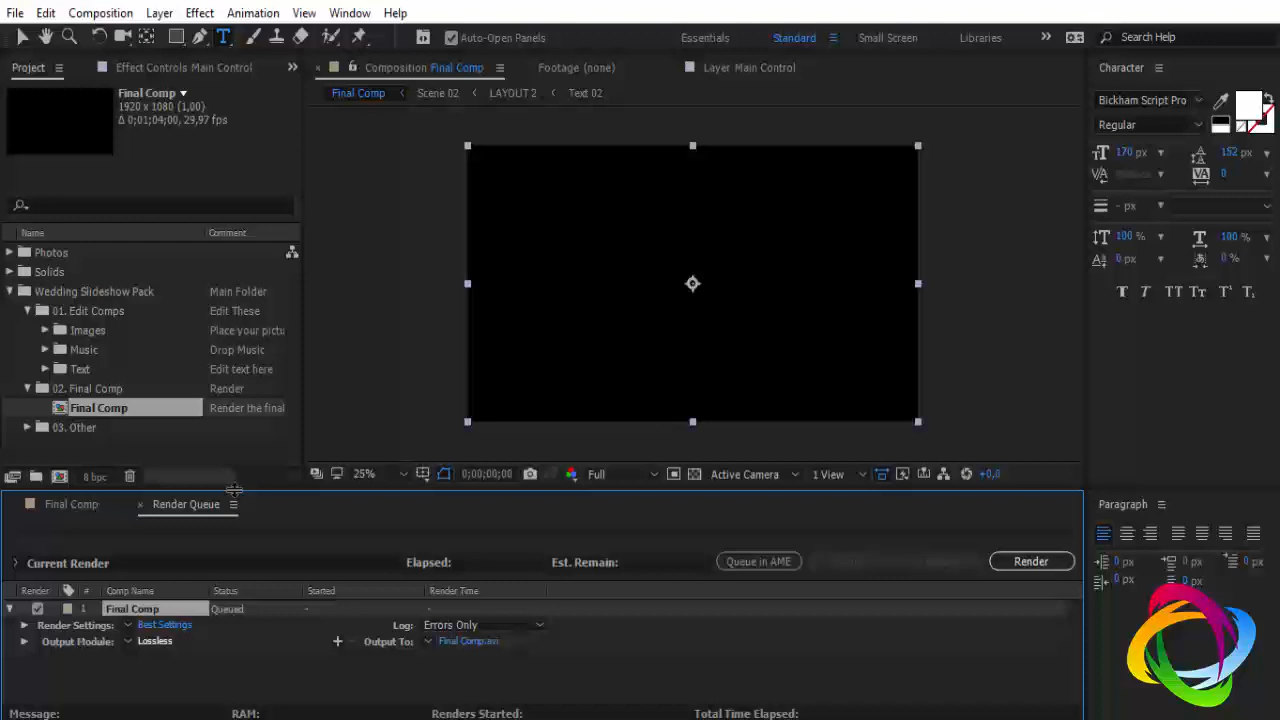 File Edit Composition Layer Effect Animation View Window Help
T Auto-Open Panels Essentials Standard Small Screen Libraries Search Help
Project Effect Controls Main Control Composition Final Comp Footage (none) Layer Main Control Character
Final Comp
1920 x 1080 (1,00)
Δ 0;01:04;00, 29,97 fps
Final Comp Scene 02 LAYOUT 2 Text 02
Bickham Script Pro
Regular
170 px 152 px
0
- px
100 % 100 %
0 px 0 %
T T TT Tт T¹ T₁
Name Comment
Photos
Solids
Wedding Slideshow Pack Main Folder
01. Edit Comps Edit These
Images Place your pictu
Music Drop Music
Text Edit text here
02. Final Comp Render
Final Comp Render the final
03. Other
8 bpc
25% 0;00;00;00 Full Active Camera 1 View +0,0
Final Comp Render Queue
Paragraph
0 px 0 px 0 px
0 px 0 px
Current Render Elapsed: Est. Remain: Queue in AME Render
Render # Comp Name Status Started Render Time
1 Final Comp Queued - -
Render Settings: Best Settings Log: Errors Only
Output Module: Lossless Output To: Final Comp.avi
Message: RAM: Renders Started: Total Time Elapsed: